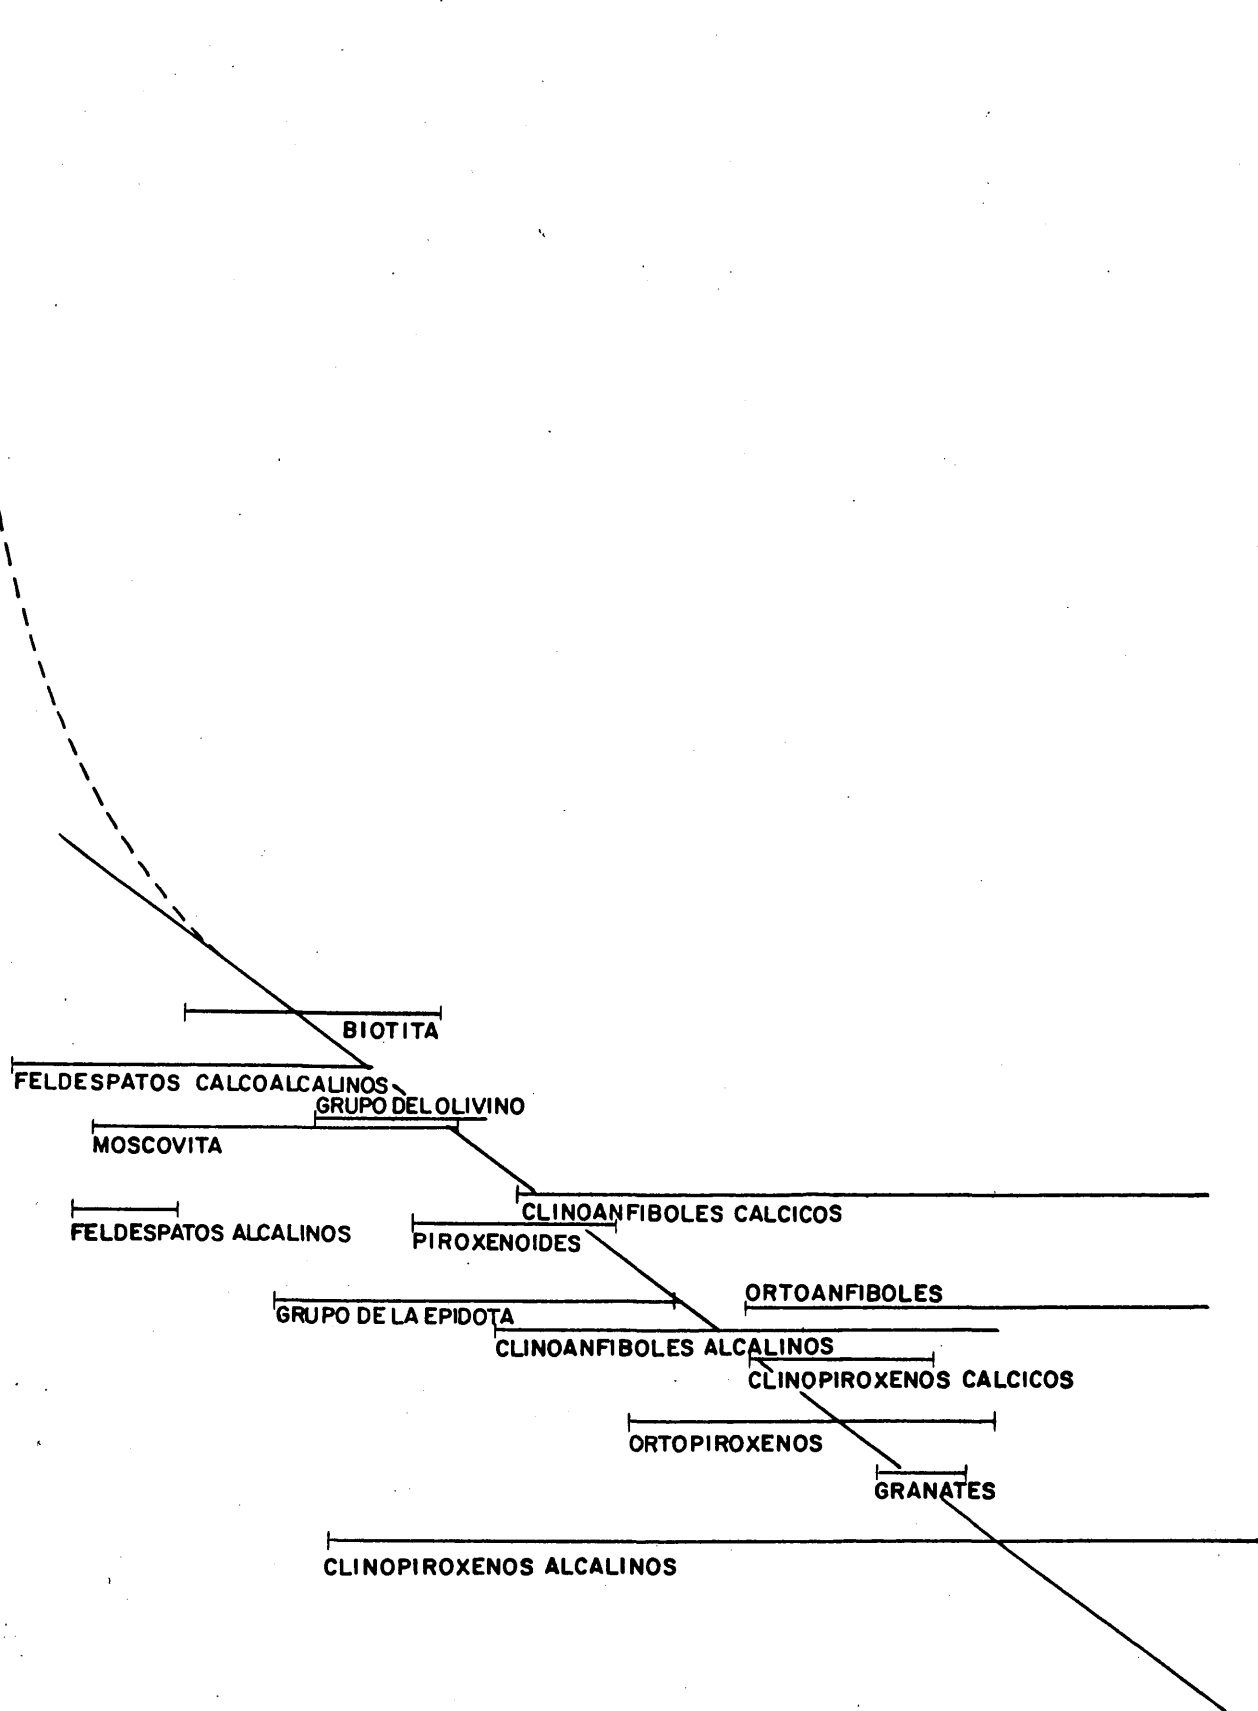 BIOTITA
FELDESPATOS CALCOALCALINOS
GRUPO DEL OLIVINO
MOSCOVITA
CLINOANFIBOLES CALCICOS
FELDESPATOS ALCALINOS
PIROXENOIDES
ORTOANFIBOLES
GRUPO DE LA EPIDOTA
CLINOANFIBOLES ALCALINOS
CLINOPIROXENOS CALCICOS
ORTOPIROXENOS
GRANATES
CLINOPIROXENOS ALCALINOS